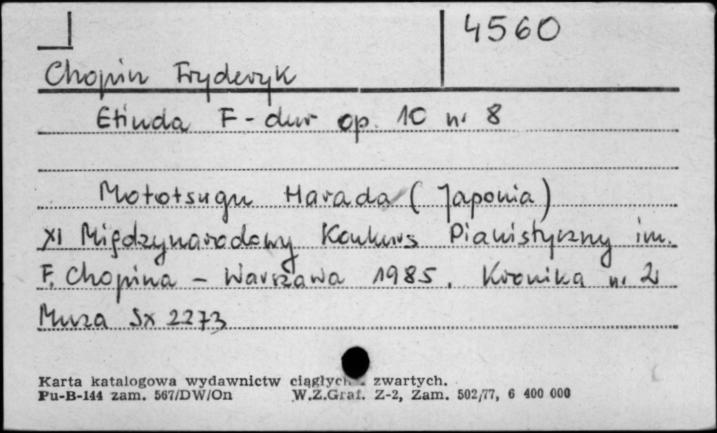 4560
Chopin Fryderyk
Etiuda F-dur op. 10 nr 8
Mototsugu Harada (Japonia)
XI Międzynarodowy Konkurs Pianistyczny im.
F. Chopina - Warszawa 1985. Kronika nr 2
Muza Sx 2273
Karta katalogowa wydawnictw ciągłych zwartych.
Pu-B-144 zam. 567/DW/On W.Z.Graf. Z-2, Zam. 502/77, 6 400 000